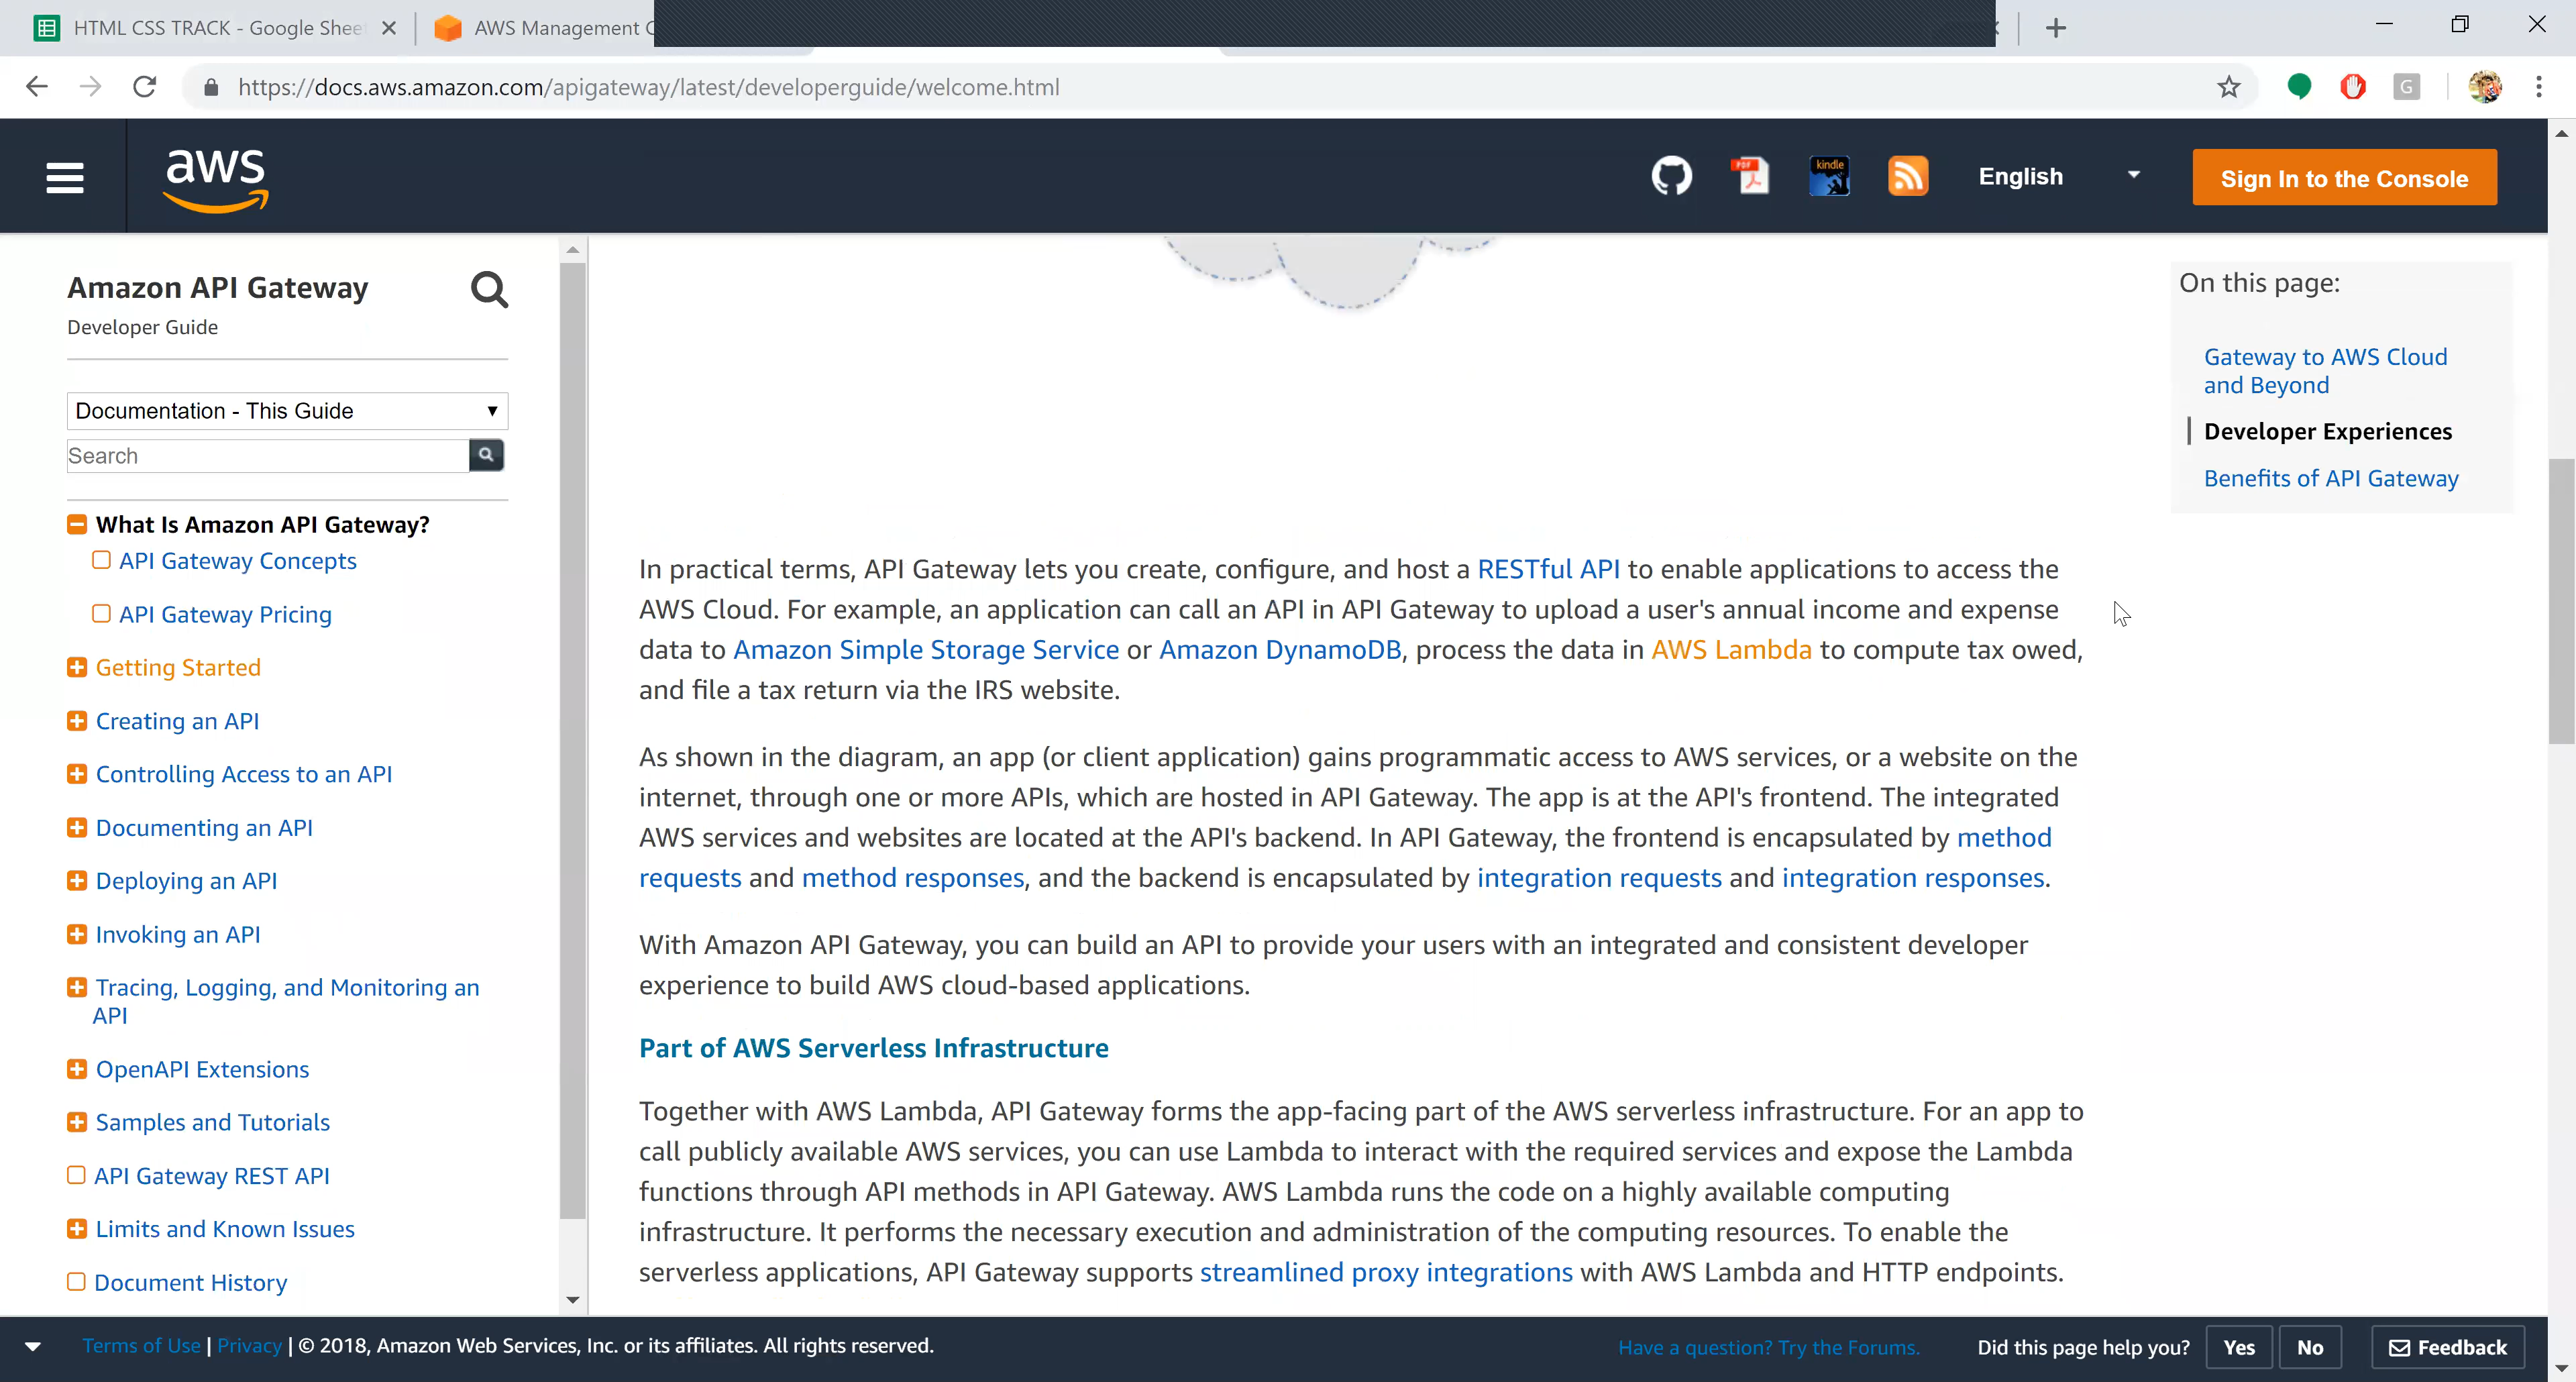 HTML CSS TRACK - Google Shee
AWS Management
https://docs.aws.amazon.com/apigateway/latest/developerguide/welcome.html
G
aws
PDF
kindle
English
Sign In to the Console
Amazon API Gateway
Developer Guide
Documentation - This Guide
Search
What Is Amazon API Gateway?
API Gateway Concepts
API Gateway Pricing
Getting Started
Creating an API
Controlling Access to an API
Documenting an API
Deploying an API
Invoking an API
Tracing, Logging, and Monitoring an
API
OpenAPI Extensions
Samples and Tutorials
API Gateway REST API
Limits and Known Issues
Document History
In practical terms, API Gateway lets you create, configure, and host a RESTful API to enable applications to access the
AWS Cloud. For example, an application can call an API in API Gateway to upload a user's annual income and expense
data to Amazon Simple Storage Service or Amazon DynamoDB, process the data in AWS Lambda to compute tax owed,
and file a tax return via the IRS website.
As shown in the diagram, an app (or client application) gains programmatic access to AWS services, or a website on the
internet, through one or more APIs, which are hosted in API Gateway. The app is at the API's frontend. The integrated
AWS services and websites are located at the API's backend. In API Gateway, the frontend is encapsulated by method
requests and method responses, and the backend is encapsulated by integration requests and integration responses.
With Amazon API Gateway, you can build an API to provide your users with an integrated and consistent developer
experience to build AWS cloud-based applications.
Part of AWS Serverless Infrastructure
Together with AWS Lambda, API Gateway forms the app-facing part of the AWS serverless infrastructure. For an app to
call publicly available AWS services, you can use Lambda to interact with the required services and expose the Lambda
functions through API methods in API Gateway. AWS Lambda runs the code on a highly available computing
infrastructure. It performs the necessary execution and administration of the computing resources. To enable the
serverless applications, API Gateway supports streamlined proxy integrations with AWS Lambda and HTTP endpoints.
On this page:
Gateway to AWS Cloud
and Beyond
Developer Experiences
Benefits of API Gateway
Terms of Use | Privacy | © 2018, Amazon Web Services, Inc. or its affiliates. All rights reserved.
Have a question? Try the Forums.
Did this page help you?
Yes
No
Feedback